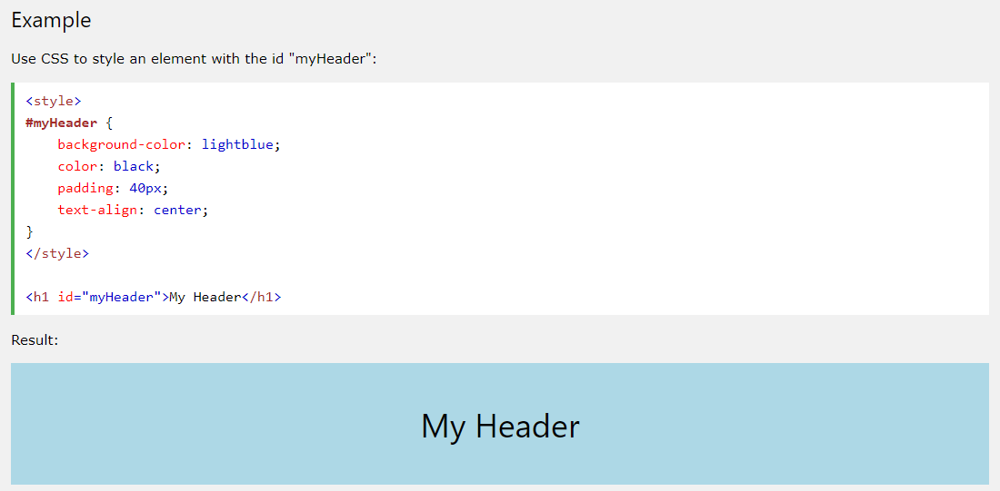 Example
Use CSS to style an element with the id "myHeader":
<style>
#myHeader {
    background-color: lightblue;
    color: black;
    padding: 40px;
    text-align: center;
}
</style>
<h1 id="myHeader">My Header</h1>
Result:
My Header